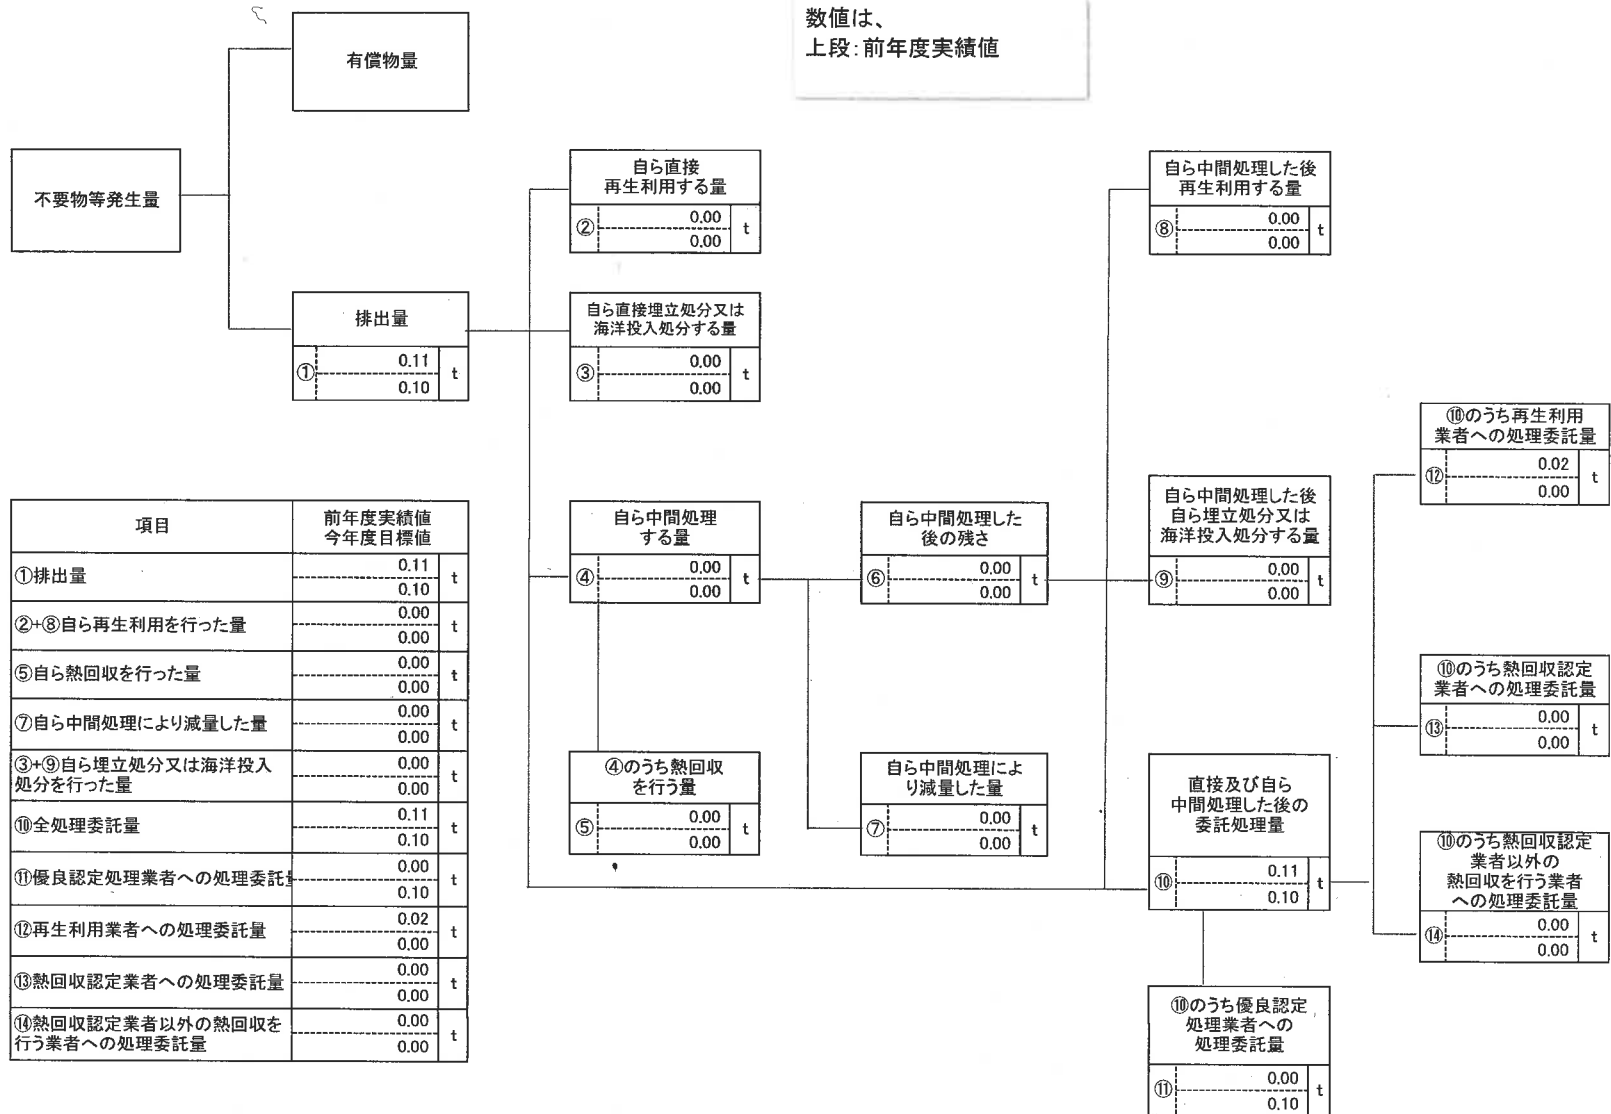 数値は、
上段：前年度実績値
有償物量
不要物等発生量
排出量
①
0.11
0.10
t
自ら直接
再生利用する量
②
0.00
0.00
t
自ら直接埋立処分又は
海洋投入処分する量
③
0.00
0.00
t
自ら中間処理
する量
④
0.00
0.00
t
④のうち熱回収
を行う量
⑤
0.00
0.00
t
自ら中間処理した
後の残さ
⑥
0.00
0.00
t
自ら中間処理によ
り減量した量
⑦
0.00
0.00
t
自ら中間処理した後
再生利用する量
⑧
0.00
0.00
t
自ら中間処理した後
自ら埋立処分又は
海洋投入処分する量
⑨
0.00
0.00
t
直接及び自ら
中間処理した後の
委託処理量
⑩
0.11
0.10
t
⑩のうち優良認定
処理業者への
処理委託量
⑪
0.00
0.10
t
⑩のうち再生利用
業者への処理委託量
⑫
0.02
0.00
t
⑩のうち熱回収認定
業者への処理委託量
⑬
0.00
0.00
t
⑩のうち熱回収認定
業者以外の
熱回収を行う業者
への処理委託量
⑭
0.00
0.00
t
項目
前年度実績値
今年度目標値
①排出量
0.11
0.10
t
②+⑧自ら再生利用を行った量
0.00
0.00
t
⑤自ら熱回収を行った量
0.00
0.00
t
⑦自ら中間処理により減量した量
0.00
0.00
t
③+⑨自ら埋立処分又は海洋投入
処分を行った量
0.00
0.00
t
⑩全処理委託量
0.11
0.10
t
⑪優良認定処理業者への処理委託
0.00
0.10
t
⑫再生利用業者への処理委託量
0.02
0.00
t
⑬熱回収認定業者への処理委託量
0.00
0.00
t
⑭熱回収認定業者以外の熱回収を
行う業者への処理委託量
0.00
0.00
t